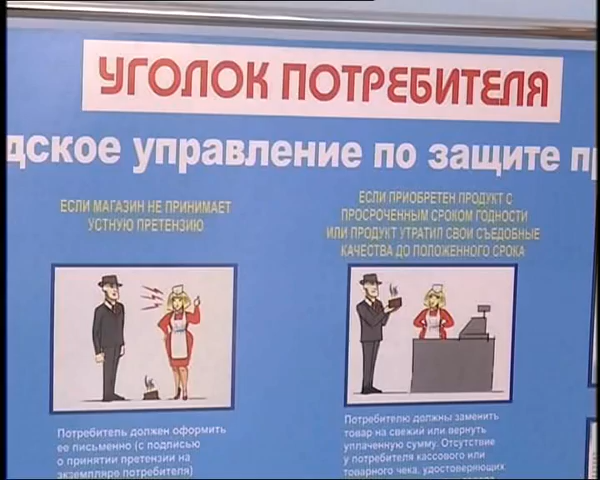 УГОЛОК ПОТРЕБИТЕЛЯ
дское управление по защите п
ЕСЛИ МАГАЗИН НЕ ПРИНИМАЕТ
УСТНУЮ ПРЕТЕНЗИЮ
ЕСЛИ ПРИОБРЕТЕН ПРОДУКТ С
ПРОСРОЧЕННЫМ СРОКОМ ГОДНОСТИ
ИЛИ ПРОДУКТ УТРАТИЛ СВОИ СЪЕДОБНЫЕ
КАЧЕСТВА ДО ПОЛОЖЕННОГО СРОКА
Потребитель должен оформить
ее письменно (с подписью
о принятии претензии на
экземпляре потребителя)
Потребителю должны заменить
товар на свежий или вернуть
уплаченную сумму. Отсутствие
у потребителя кассового или
товарного чека, удостоверяющих